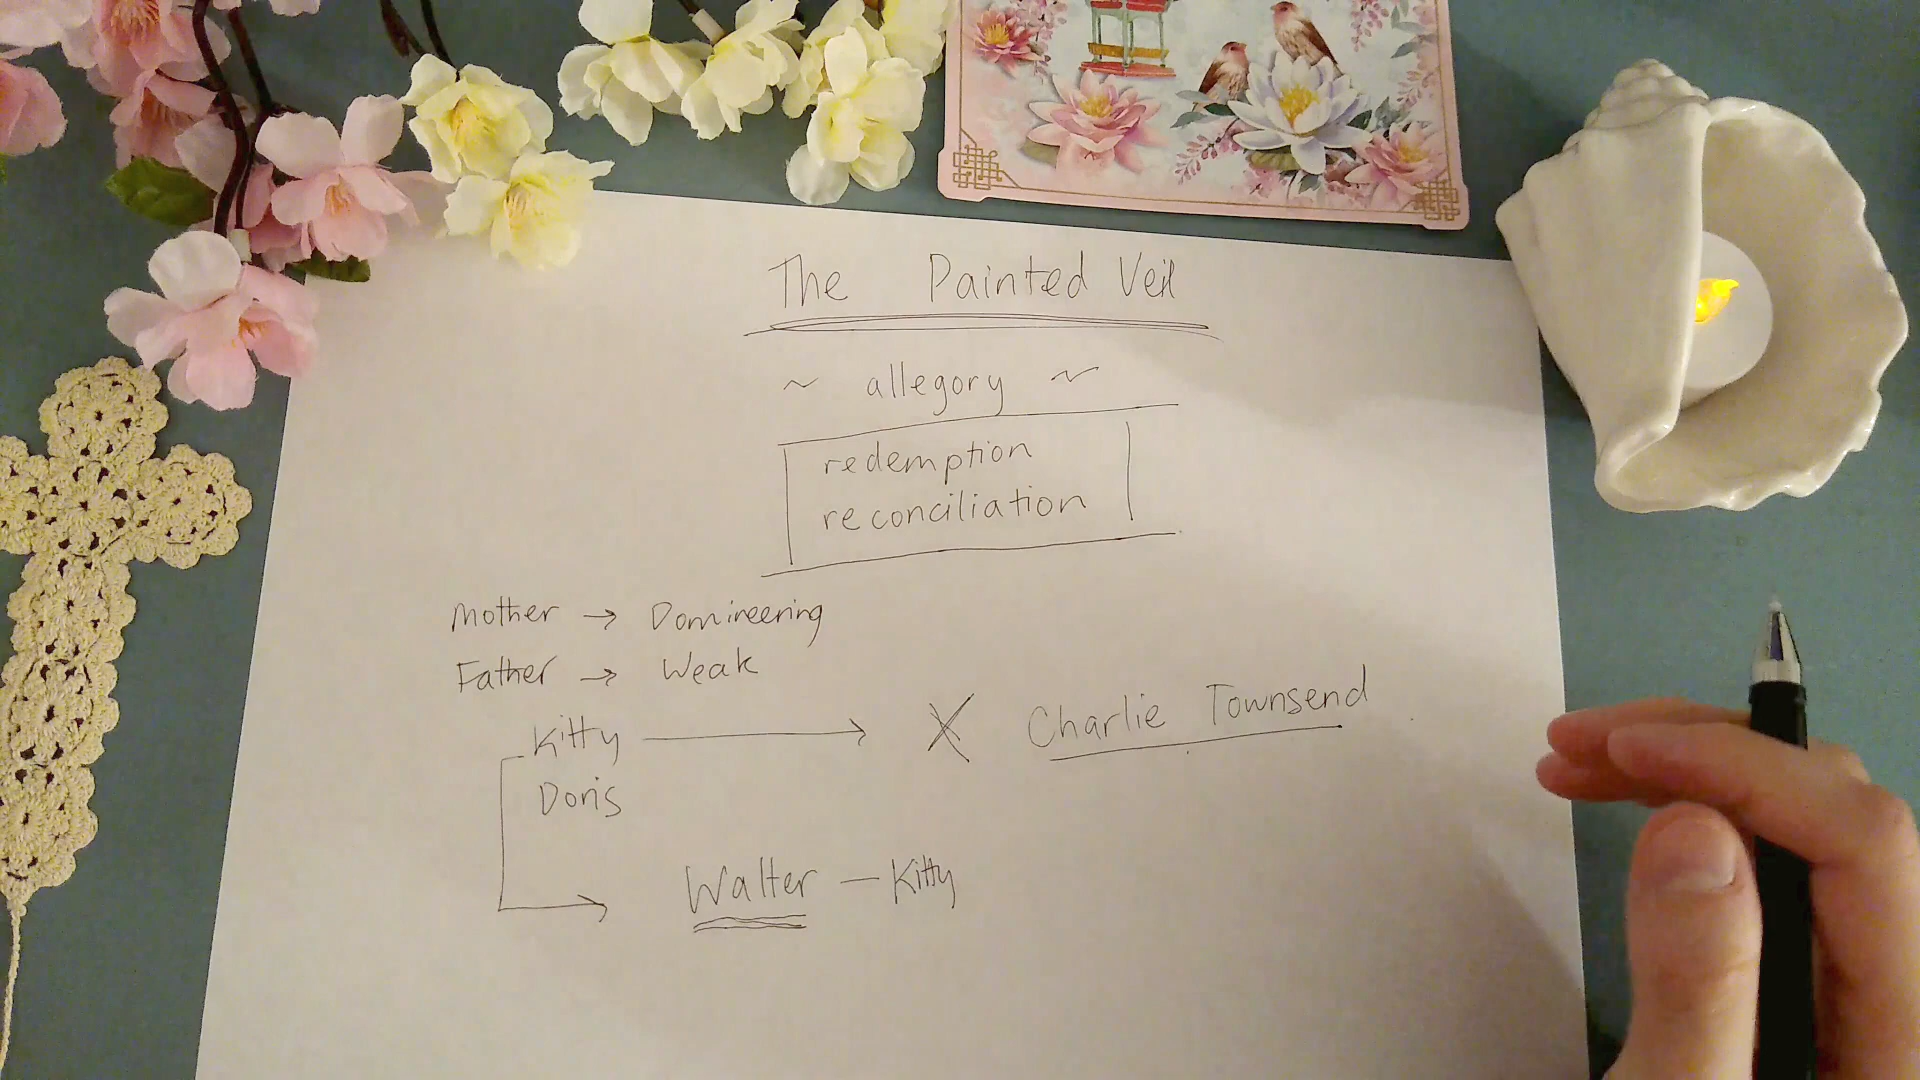 The Painted Veil
~ allegory ~
redemption
reconciliation
Mother → Domineering
Father → Weak
Kitty → X Charlie Townsend
Doris
→ Walter — Kitty